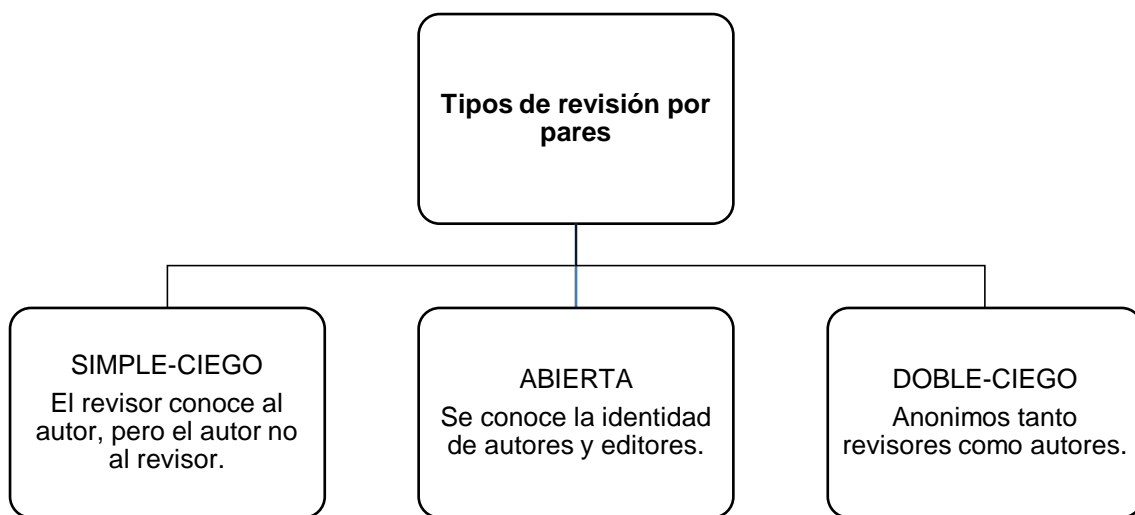 Tipos de revisión por
pares
SIMPLE-CIEGO
El revisor conoce al
autor, pero el autor no
al revisor.
ABIERTA
Se conoce la identidad
de autores y editores.
DOBLE-CIEGO
Anonimos tanto
revisores como autores.